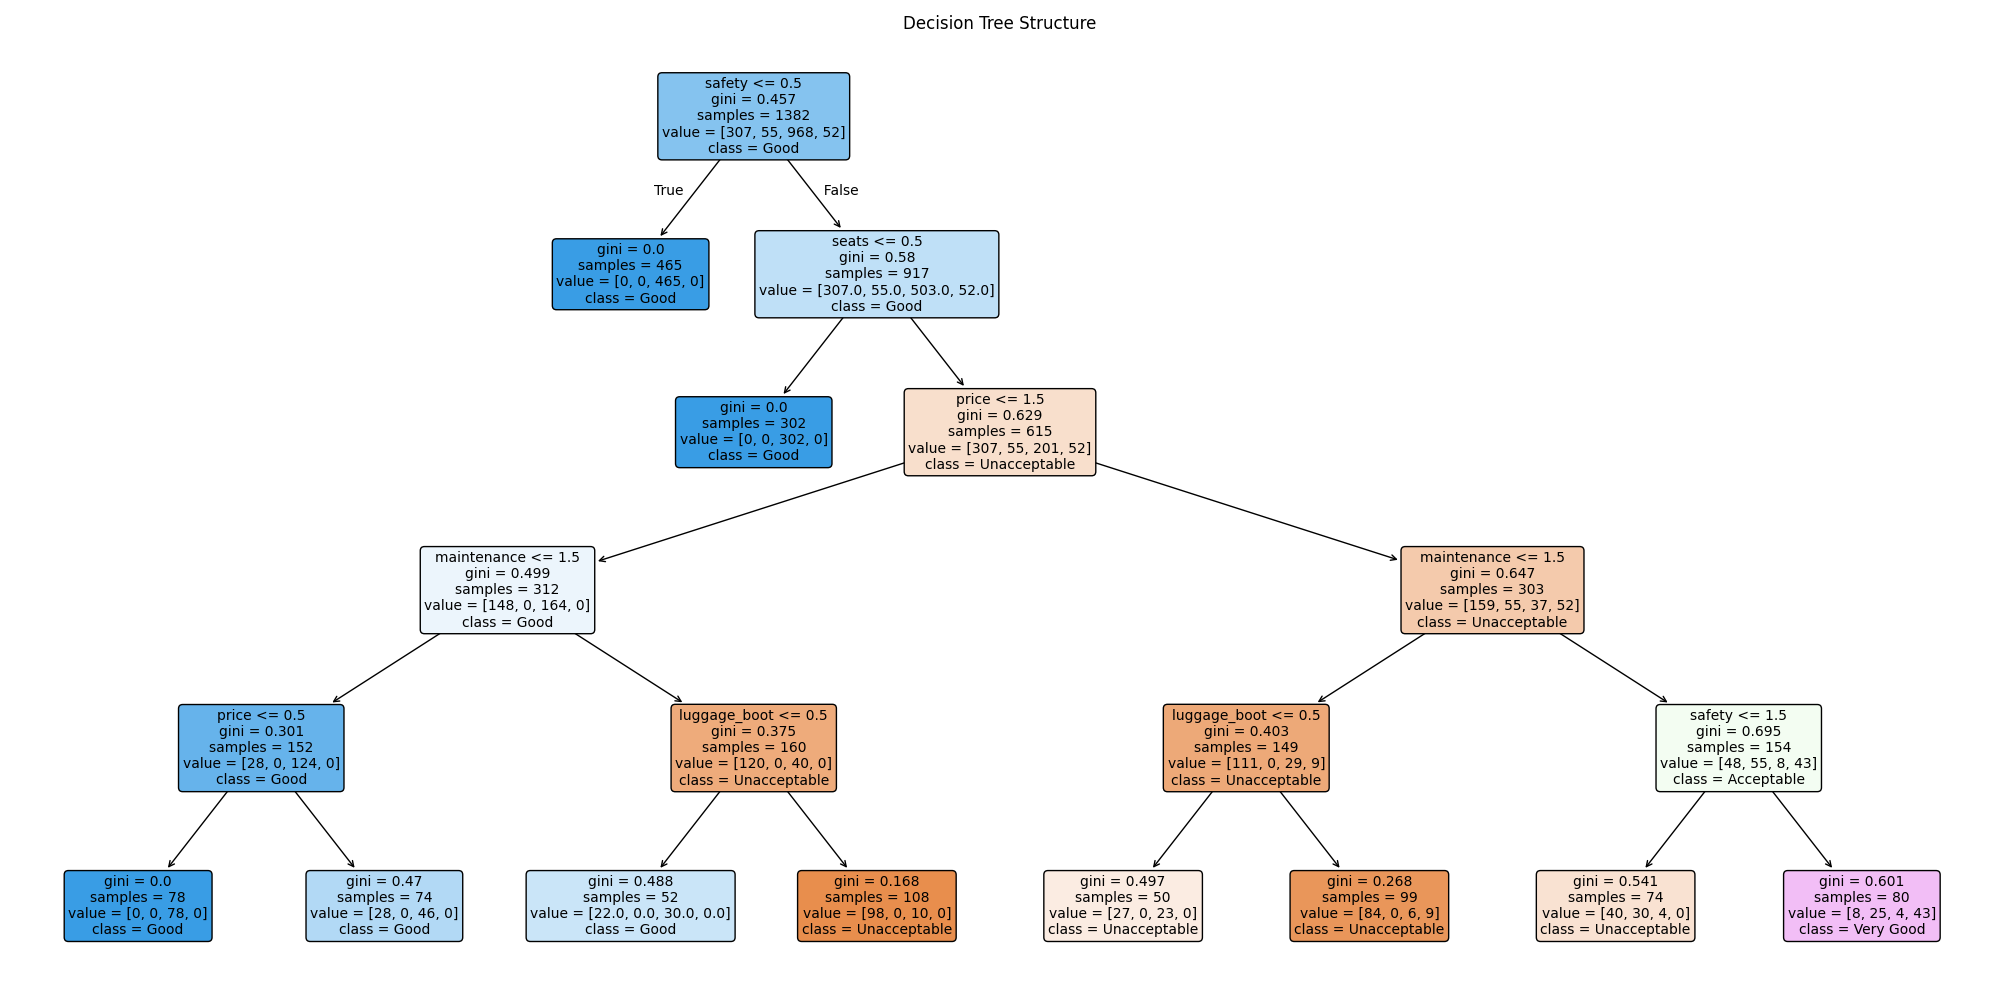 Decision Tree Structure
safety <= 0.5
gini = 0.457
samples = 1382
value = [307, 55, 968, 52]
class = Good
True
False
gini = 0.0
samples = 465
value = [0, 0, 465, 0]
class = Good
seats <= 0.5
gini = 0.58
samples = 917
value = [307.0, 55.0, 503.0, 52.0]
class = Good
gini = 0.0
samples = 302
value = [0, 0, 302, 0]
class = Good
price <= 1.5
gini = 0.629
samples = 615
value = [307, 55, 201, 52]
class = Unacceptable
maintenance <= 1.5
gini = 0.499
samples = 312
value = [148, 0, 164, 0]
class = Good
maintenance <= 1.5
gini = 0.647
samples = 303
value = [159, 55, 37, 52]
class = Unacceptable
price <= 0.5
gini = 0.301
samples = 152
value = [28, 0, 124, 0]
class = Good
luggage_boot <= 0.5
gini = 0.375
samples = 160
value = [120, 0, 40, 0]
class = Unacceptable
luggage_boot <= 0.5
gini = 0.403
samples = 149
value = [111, 0, 29, 9]
class = Unacceptable
safety <= 1.5
gini = 0.695
samples = 154
value = [48, 55, 8, 43]
class = Acceptable
gini = 0.0
samples = 78
value = [0, 0, 78, 0]
class = Good
gini = 0.47
samples = 74
value = [28, 0, 46, 0]
class = Good
gini = 0.488
samples = 52
value = [22.0, 0.0, 30.0, 0.0]
class = Good
gini = 0.168
samples = 108
value = [98, 0, 10, 0]
class = Unacceptable
gini = 0.497
samples = 50
value = [27, 0, 23, 0]
class = Unacceptable
gini = 0.268
samples = 99
value = [84, 0, 6, 9]
class = Unacceptable
gini = 0.541
samples = 74
value = [40, 30, 4, 0]
class = Unacceptable
gini = 0.601
samples = 80
value = [8, 25, 4, 43]
class = Very Good